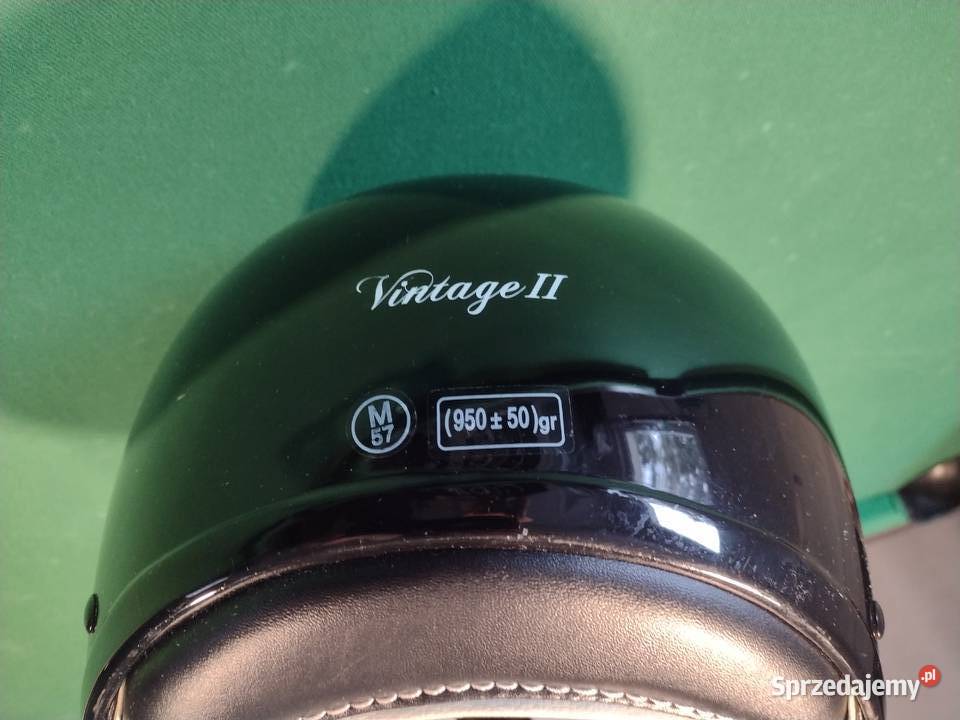 Vintage II
M
57
(950 ± 50)gr
Sprzedajemy.pl